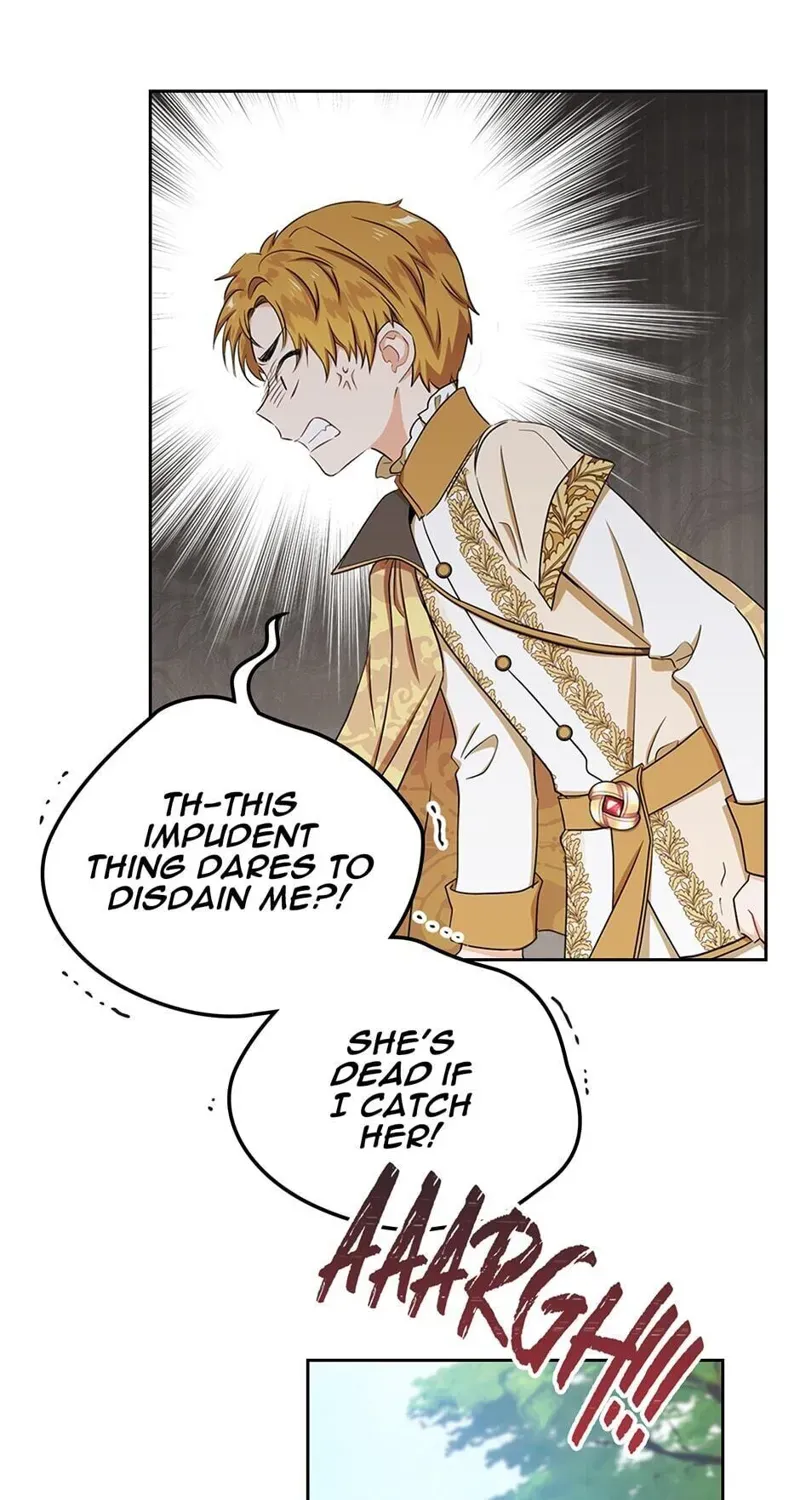 TH-THIS
IMPUDENT
THING DARES TO
DISDAIN ME?!
SHE'S
DEAD IF
I CATCH
HER!
AAARGH!!!